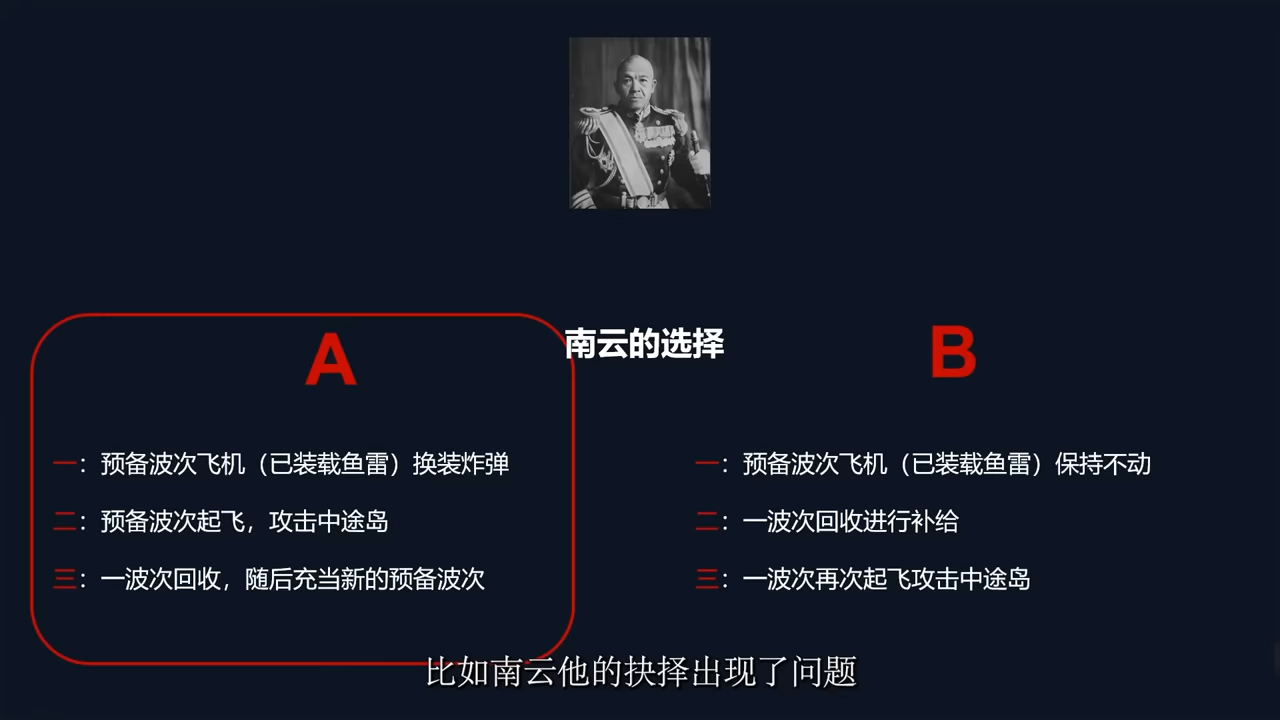 南云的选择
A
一：预备波次飞机（已装载鱼雷）换装炸弹
二：预备波次起飞，攻击中途岛
三：一波次回收，随后充当新的预备波次
B
一：预备波次飞机（已装载鱼雷）保持不动
二：一波次回收进行补给
三：一波次再次起飞攻击中途岛
比如南云他的抉择出现了问题